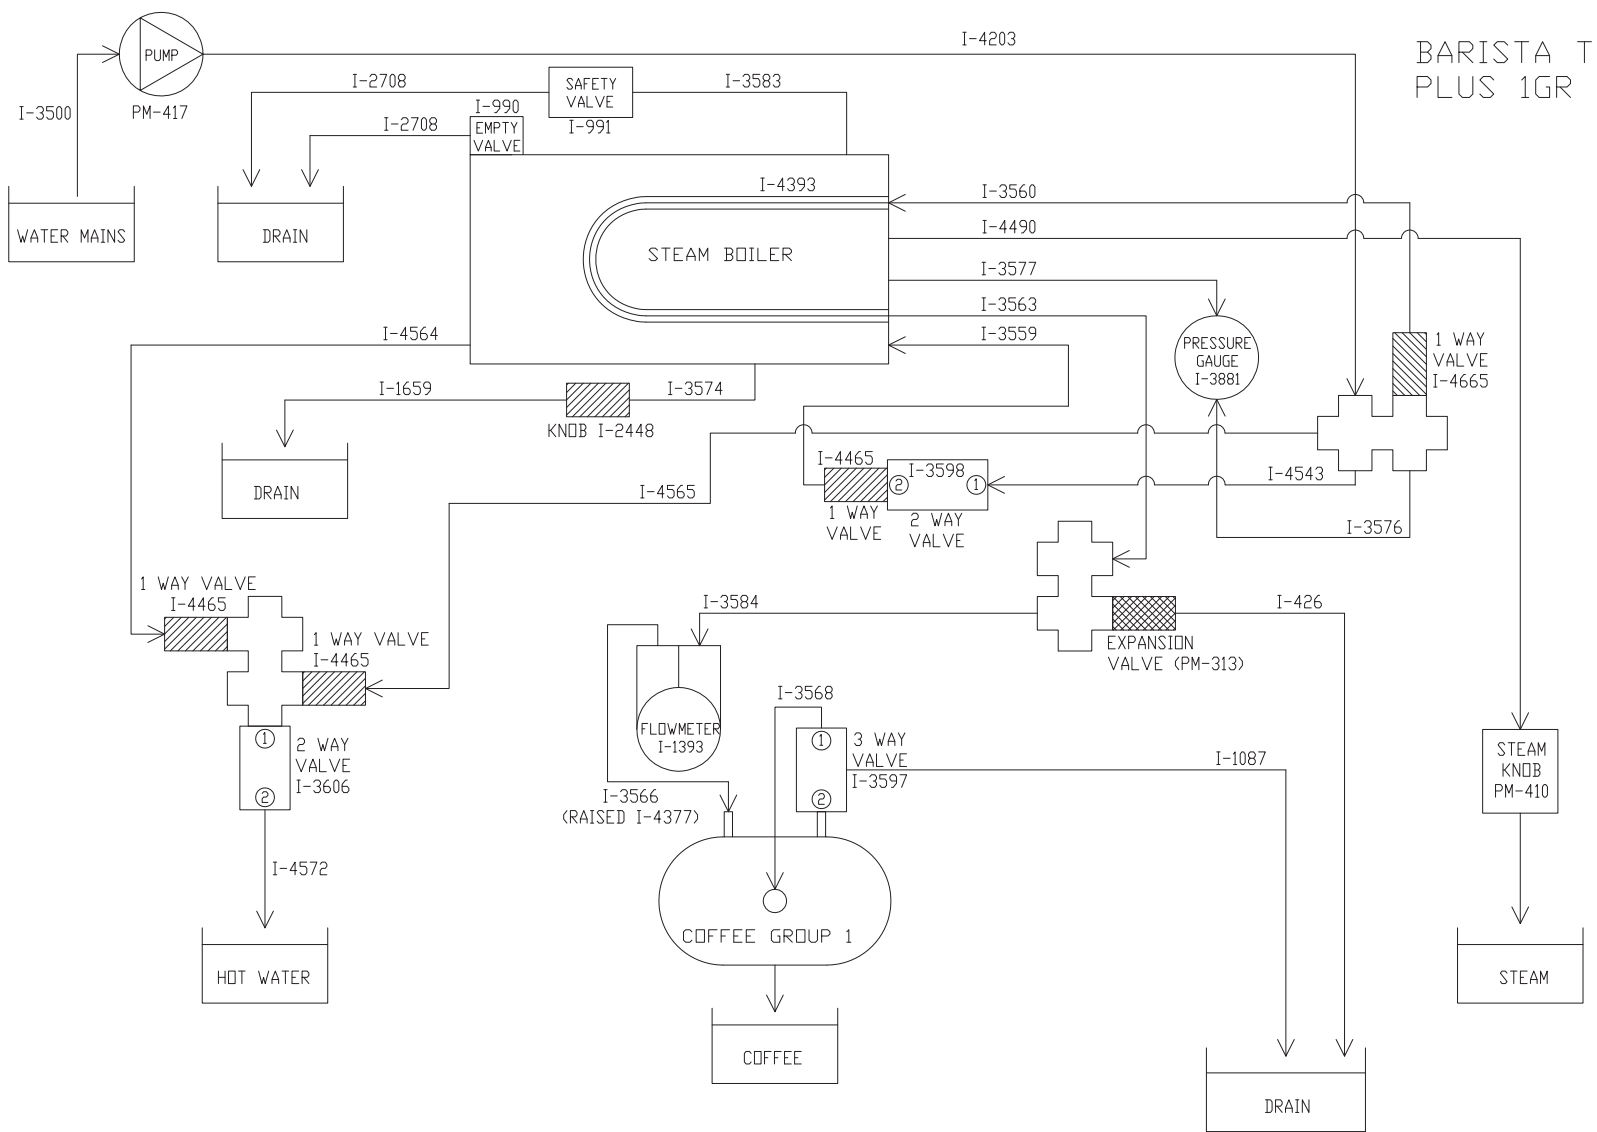 I-4203
BARISTA T
PLUS 1GR
PUMP
I-2708
SAFETY
VALVE
I-3583
I-3500
PM-417
I-990
I-991
I-2708
EMPTY
VALVE
I-4393
I-3560
WATER MAINS
DRAIN
I-4490
STEAM BOILER
I-3577
I-3563
I-4564
I-3559
PRESSURE
GAUGE
I-3881
1 WAY
VALVE
I-4665
I-1659
I-3574
KNOB I-2448
I-4465
I-3598
2
1
I-4543
DRAIN
I-4565
1 WAY
VALVE
2 WAY
VALVE
I-3576
1 WAY VALVE
I-4465
I-3584
I-426
1 WAY VALVE
I-4465
EXPANSION
VALVE (PM-313)
I-3568
FLOWMETER
I-1393
1
2 WAY
VALVE
I-3606
2
1
3 WAY
VALVE
I-3597
2
I-1087
STEAM
KNOB
PM-410
I-3566
(RAISED I-4377)
I-4572
COFFEE GROUP 1
HOT WATER
STEAM
COFFEE
DRAIN